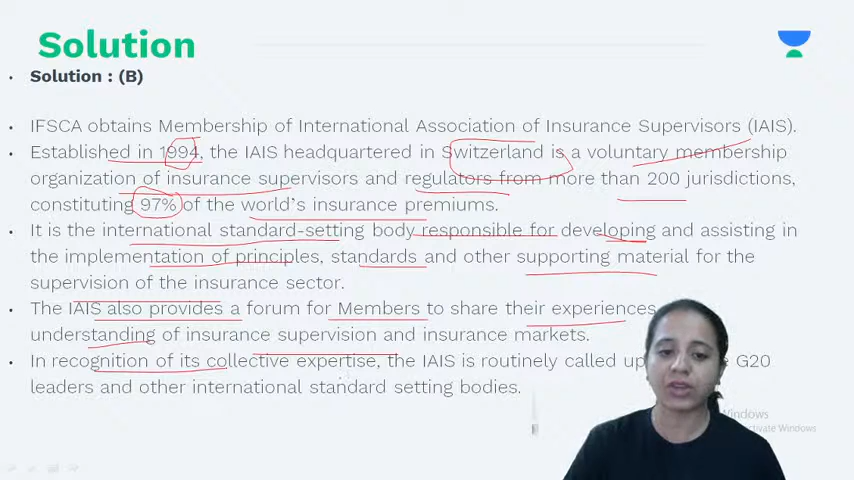 Solution
• Solution : (B)
• IFSCA obtains Membership of International Association of Insurance Supervisors (IAIS).
• Established in 1994, the IAIS headquartered in Switzerland is a voluntary membership
organization of insurance supervisors and regulators from more than 200 jurisdictions,
constituting 97% of the world's insurance premiums.
• It is the international standard-setting body responsible for developing and assisting in
the implementation of principles, standards and other supporting material for the
supervision of the insurance sector.
• The IAIS also provides a forum for Members to share their experiences
understanding of insurance supervision and insurance markets.
• In recognition of its collective expertise, the IAIS is routinely called up G20
leaders and other international standard setting bodies.
Windows
ctivate Windows